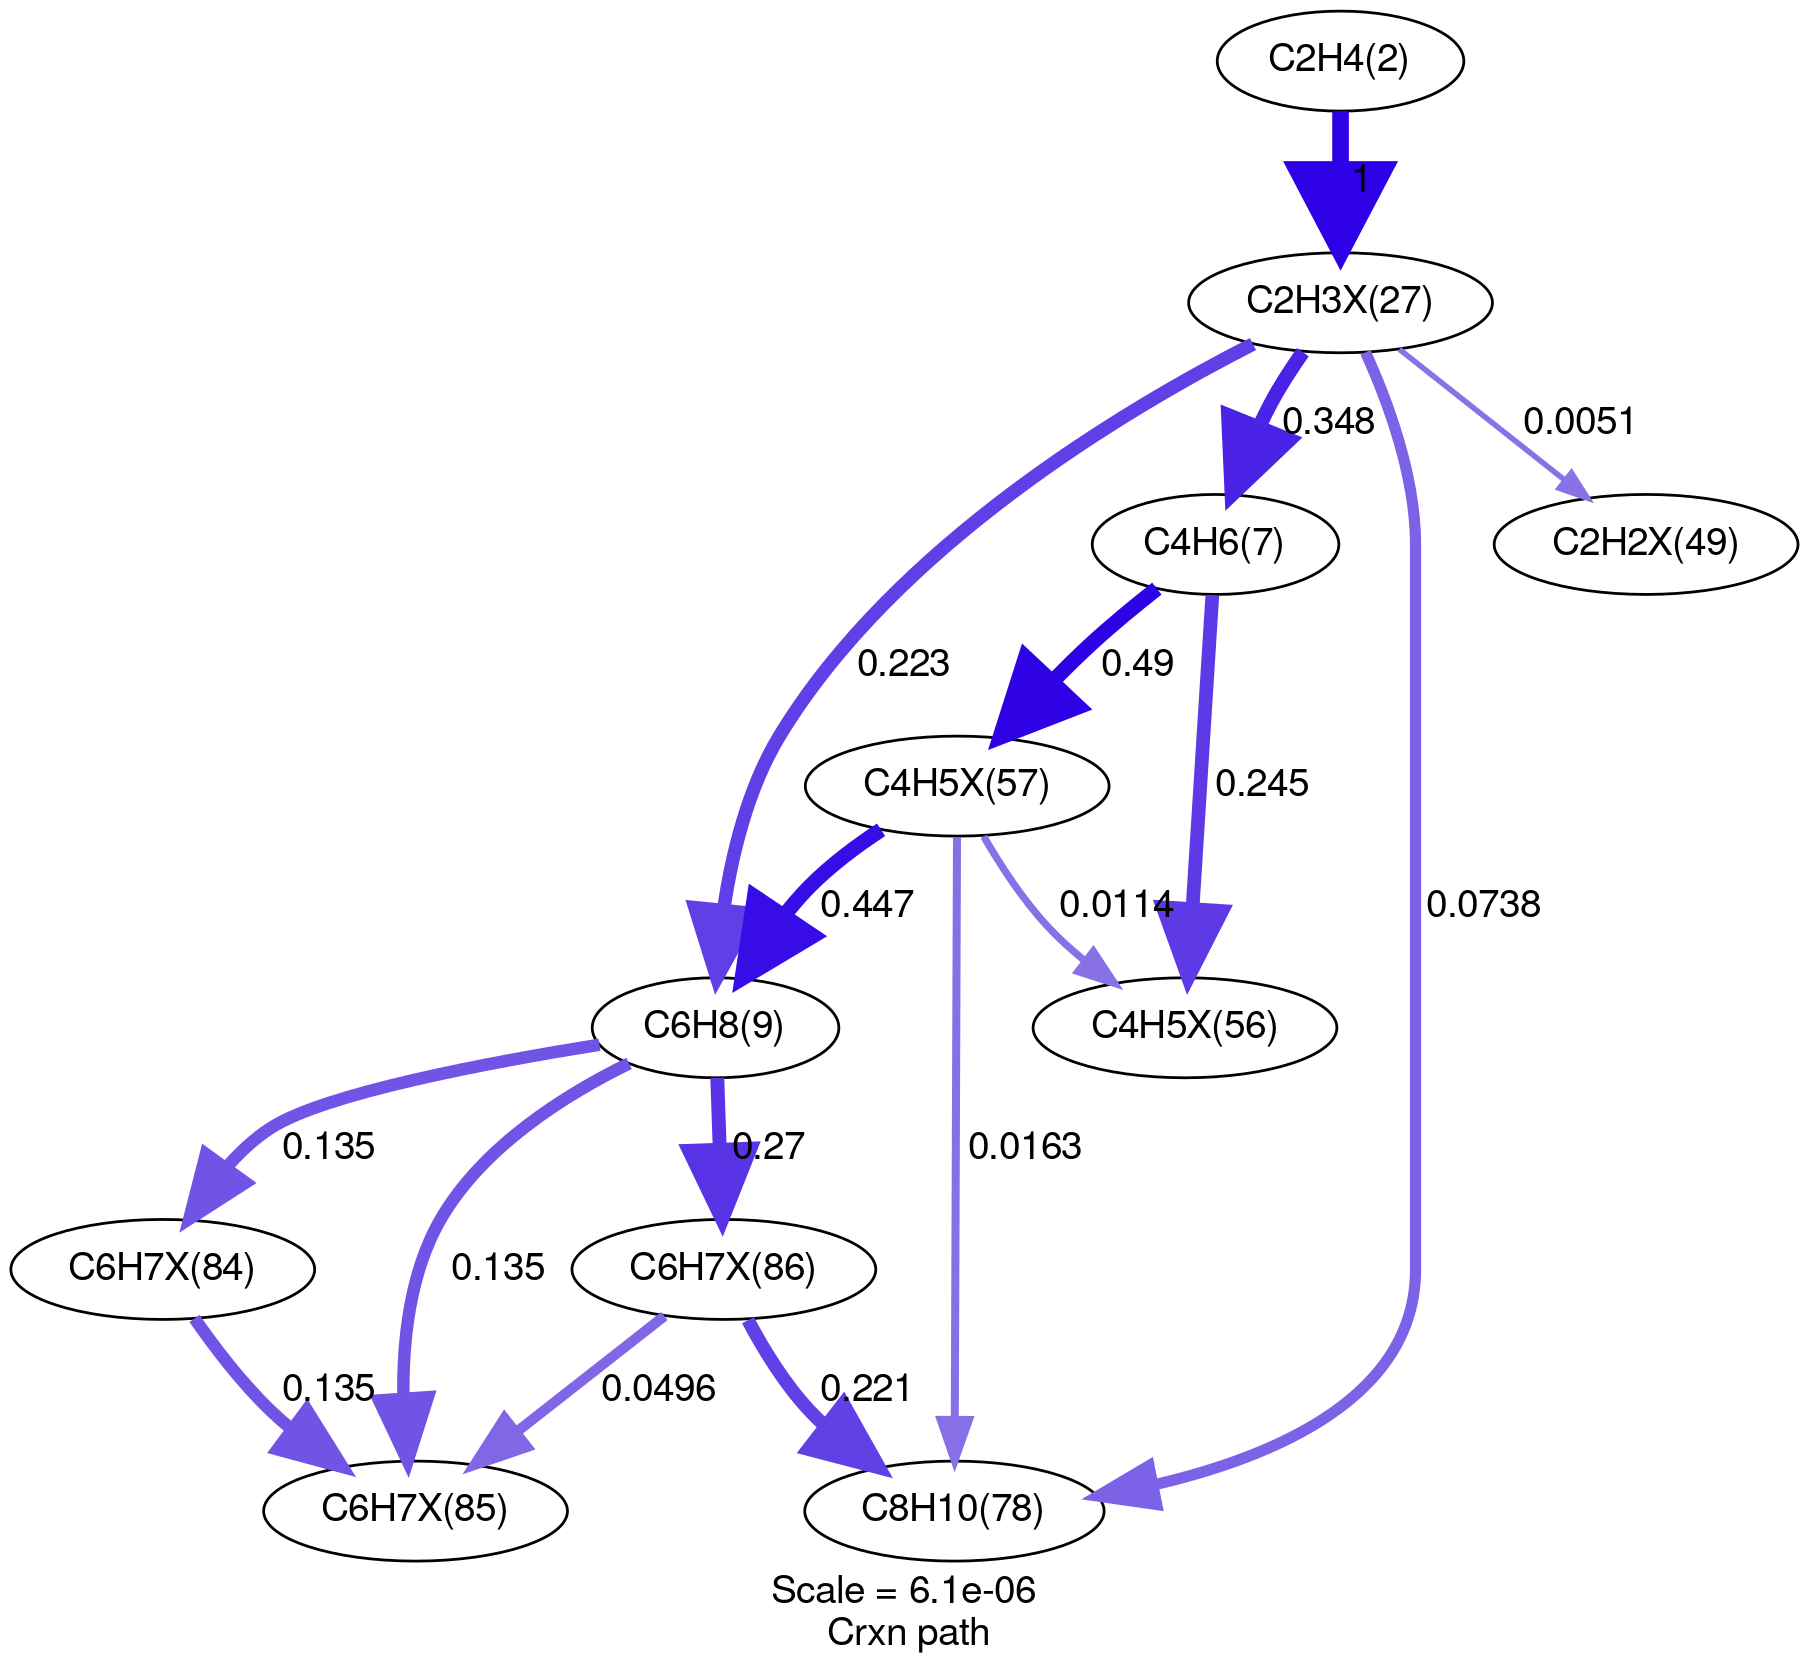 C2H4(2)
1
C2H3X(27)
0.348
0.0051
C4H6(7)
C2H2X(49)
0.223
0.49
C4H5X(57)
0.245
0.447
0.0114
0.0738
C6H8(9)
C4H5X(56)
0.135
0.27
0.0163
C6H7X(84)
0.135
C6H7X(86)
0.135
0.0496
0.221
C6H7X(85)
C8H10(78)
Scale = 6.1e-06
Crxn path